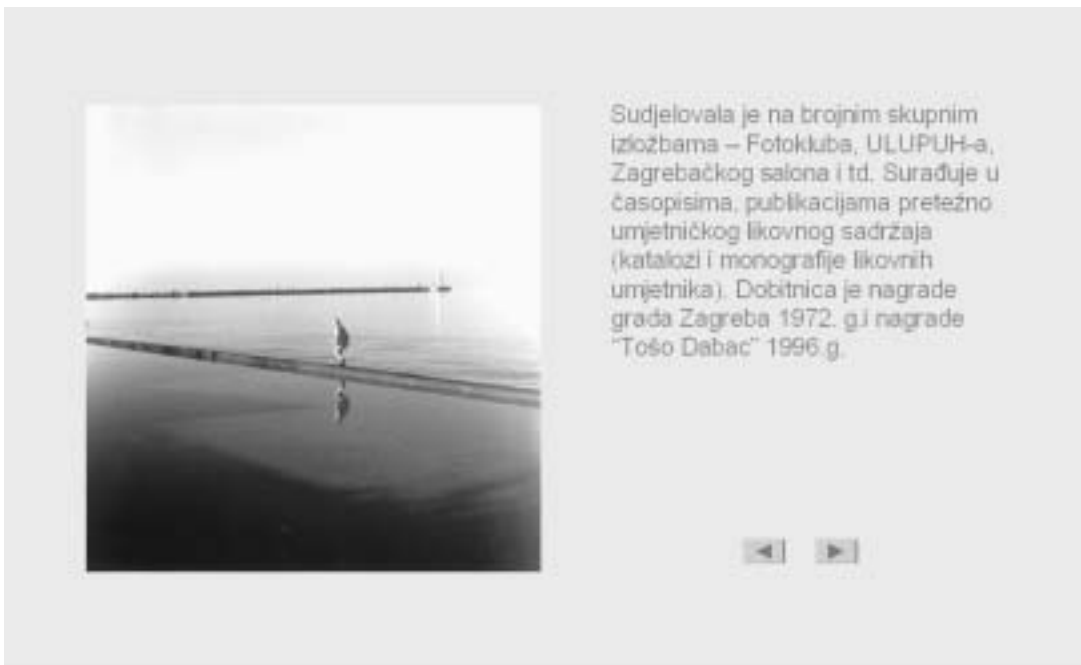 Sudjelovala je na brojnim skupnim
izložbama – Fotokluba, ULUPUH-a,
Zagrebačkog salona i td. Surađuje u
časopisima, publikacijama pretežno
umjetničkog likovnog sadržaja
(katalozi i monografije likovnih
umjetnika). Dobitnica je nagrade
grada Zagreba 1972. g.i nagrade
“Tošo Dabac” 1996.g.